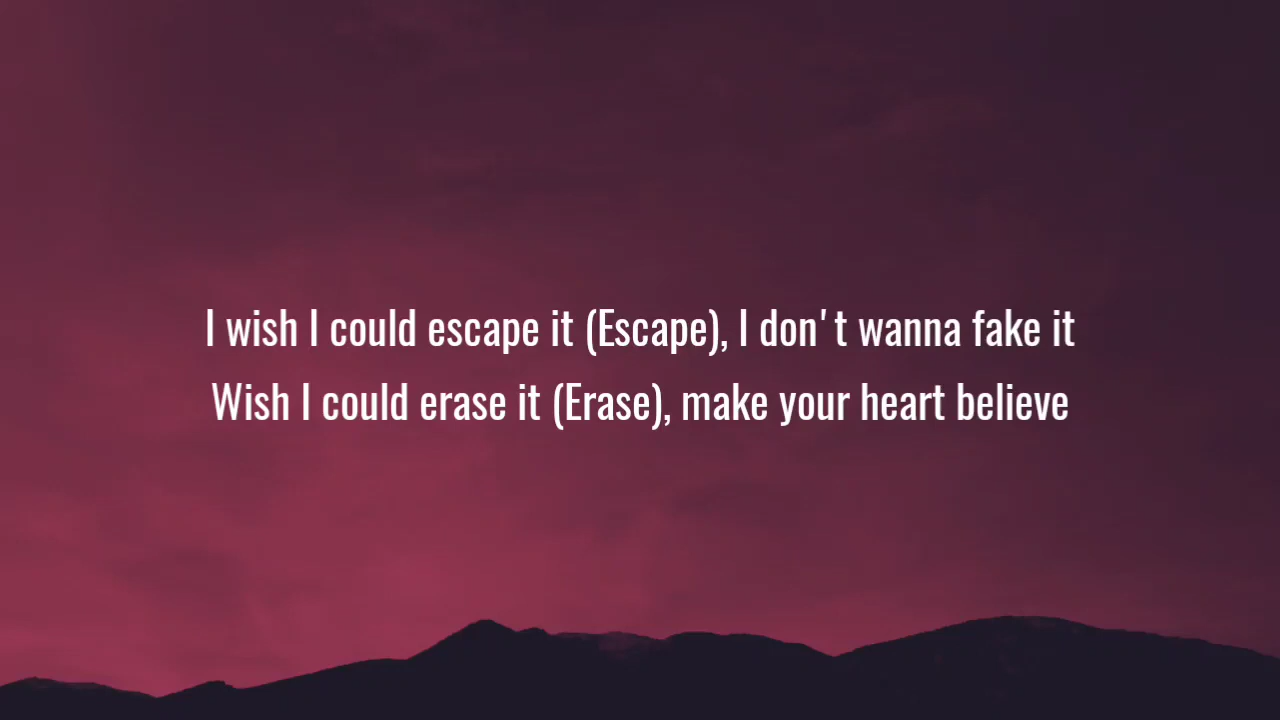 I wish I could escape it (Escape), I don't wanna fake it
Wish I could erase it (Erase), make your heart believe